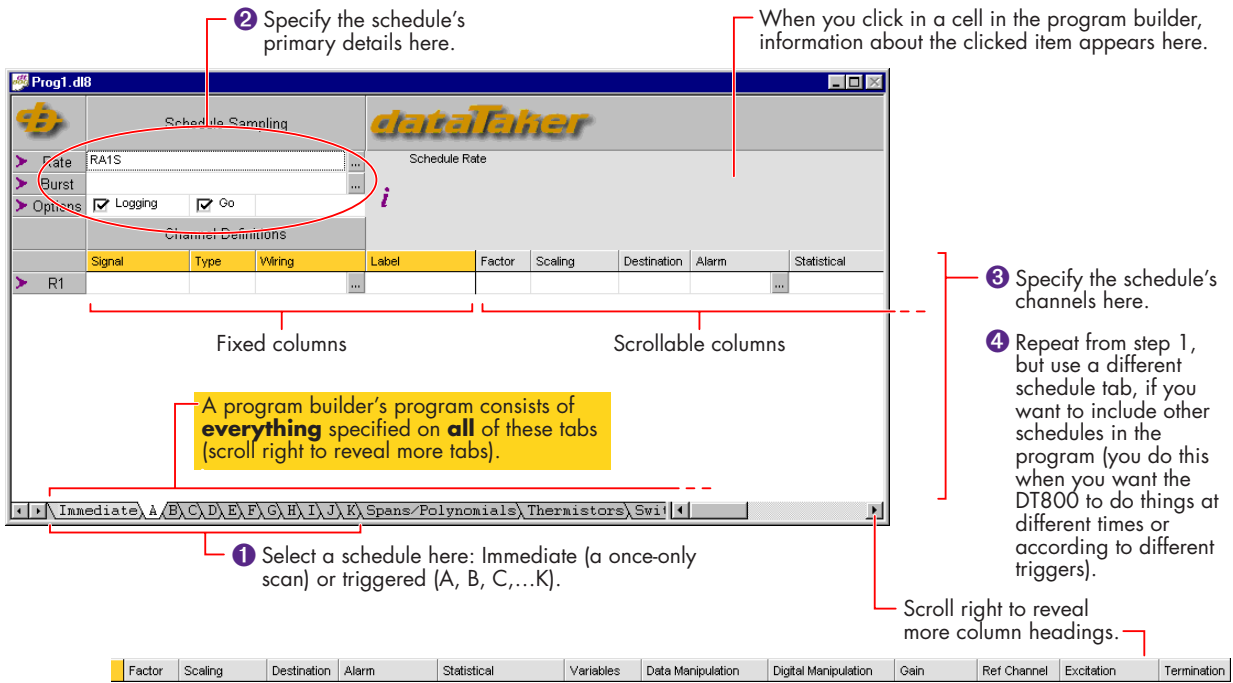 ❷ Specify the schedule's
primary details here.
When you click in a cell in the program builder,
information about the clicked item appears here.
Prog1.dl8
Schedule Sampling
dataTaker
Rate RA1S ...
Schedule Rate
Burst ...
i
Options Logging Go
Channel Definitions
Signal Type Wiring Label Factor Scaling Destination Alarm Statistical
R1 ... ...
❸ Specify the schedule's
channels here.
Fixed columns
Scrollable columns
❹ Repeat from step 1,
but use a different
schedule tab, if you
want to include other
schedules in the
program (you do this
when you want the
DT800 to do things at
different times or
according to different
triggers).
A program builder's program consists of
everything specified on all of these tabs
(scroll right to reveal more tabs).
Immediate A B C D E F G H I J K Spans/Polynomials Thermistors Swi
❶ Select a schedule here: Immediate (a once-only
scan) or triggered (A, B, C,…K).
Scroll right to reveal
more column headings.
Factor Scaling Destination Alarm Statistical Variables Data Manipulation Digital Manipulation Gain Ref Channel Excitation Termination